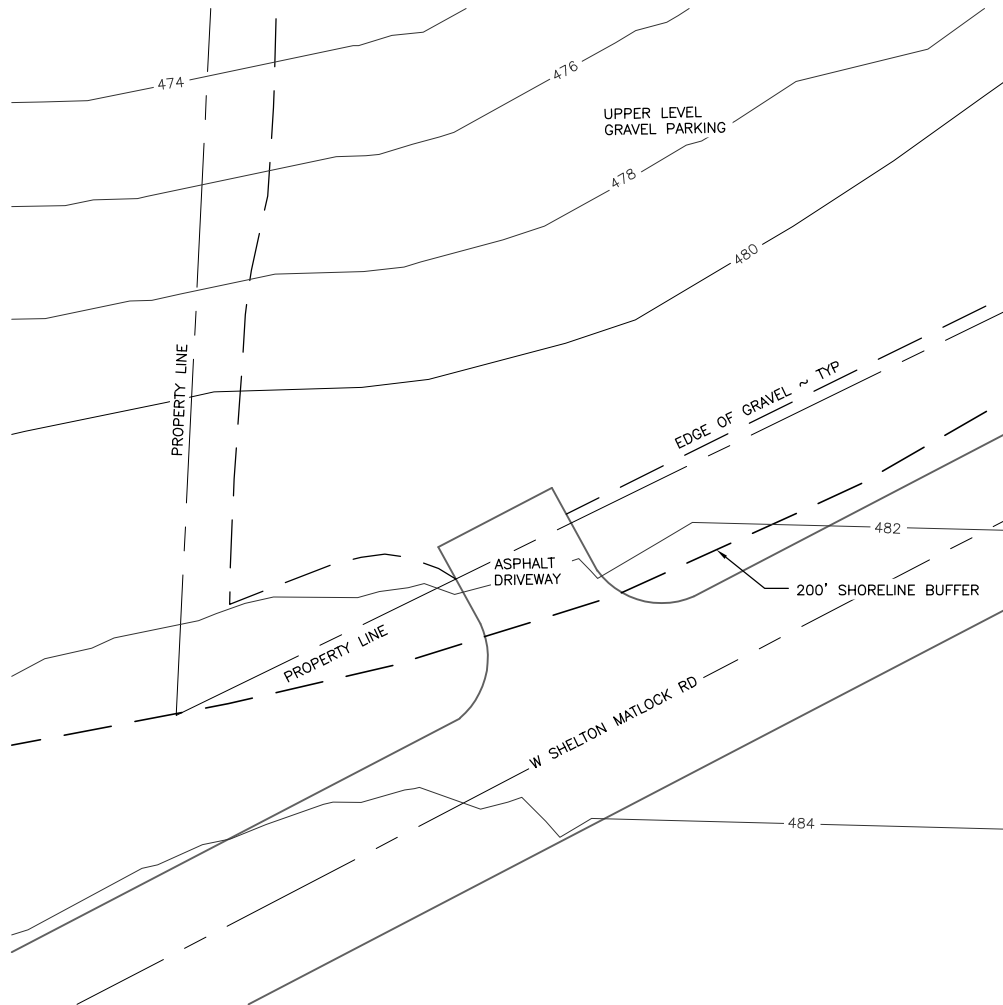 474
476
UPPER LEVEL
GRAVEL PARKING
478
480
PROPERTY LINE
EDGE OF GRAVEL ~ TYP
482
ASPHALT
DRIVEWAY
200' SHORELINE BUFFER
PROPERTY LINE
W SHELTON MATLOCK RD
484